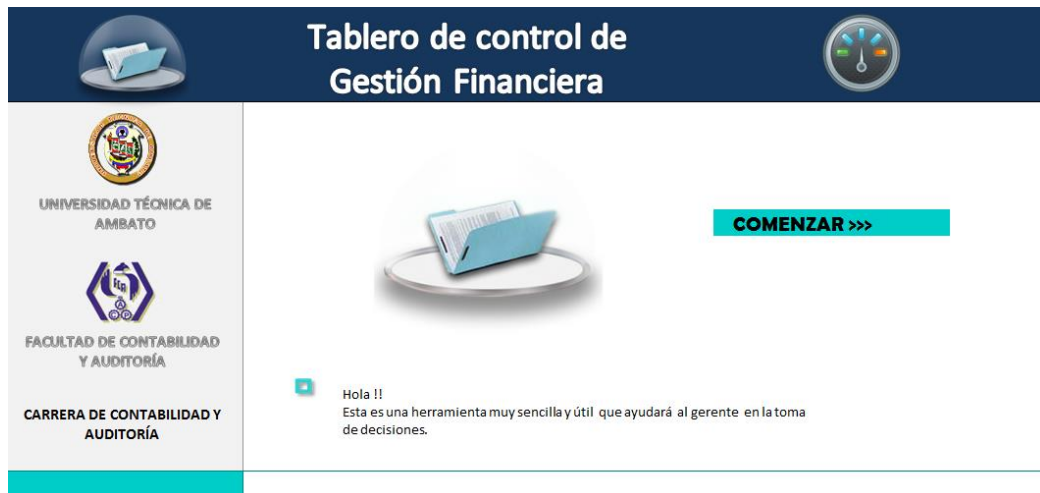 Tablero de control de
Gestión Financiera
UNIVERSIDAD TÉCNICA DE
AMBATO
FCA
FACULTAD DE CONTABILIDAD
Y AUDITORÍA
CARRERA DE CONTABILIDAD Y
AUDITORÍA
COMENZAR >>>
Hola !!
Esta es una herramienta muy sencilla y útil que ayudará al gerente en la toma
de decisiones.